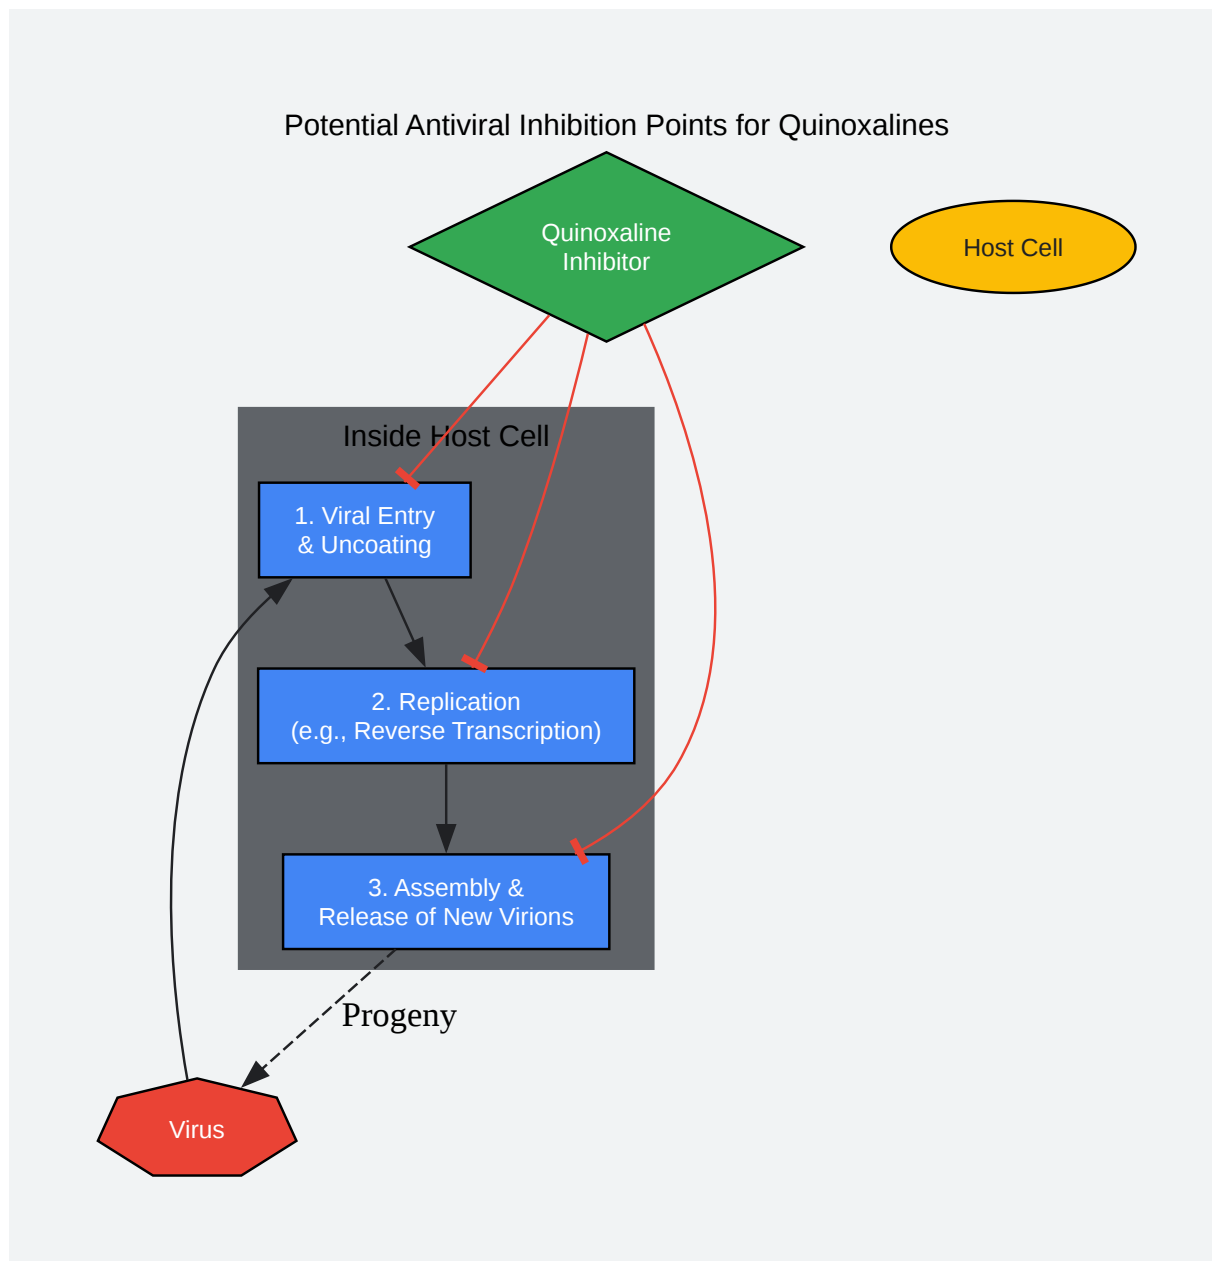 Potential Antiviral Inhibition Points for Quinoxalines
Quinoxaline
Inhibitor
Host Cell
Inside Host Cell
1. Viral Entry
& Uncoating
2. Replication
(e.g., Reverse Transcription)
3. Assembly &
Release of New Virions
Progeny
Virus